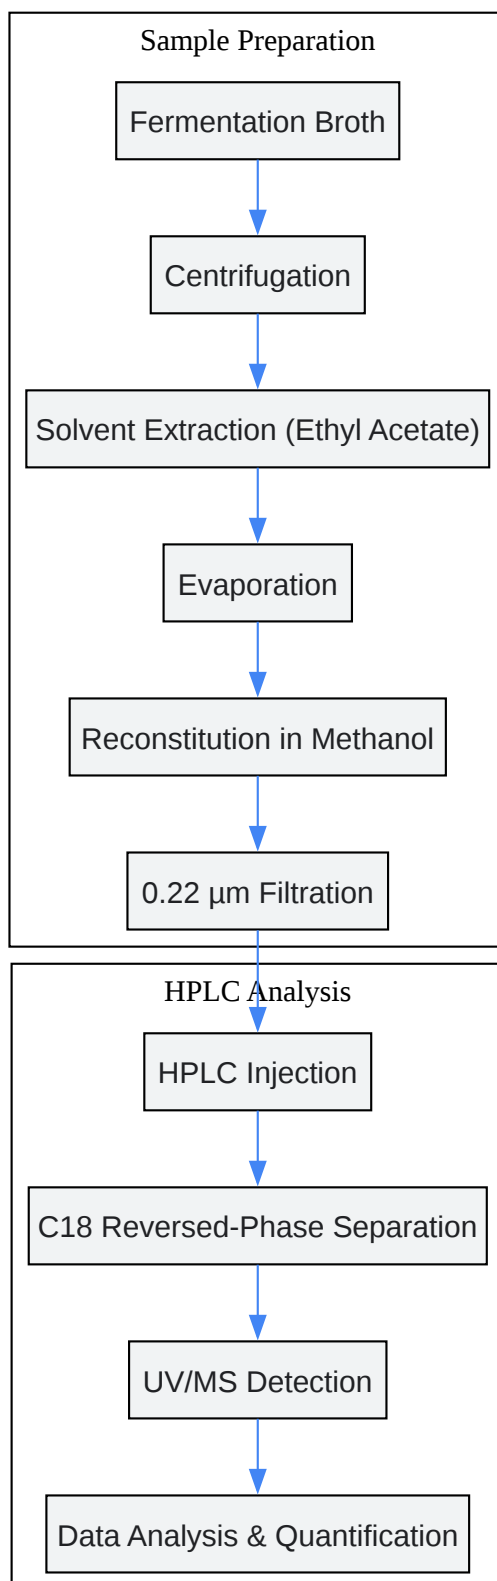 Sample Preparation
Fermentation Broth
Centrifugation
Solvent Extraction (Ethyl Acetate)
Evaporation
Reconstitution in Methanol
0.22 µm Filtration
HPLC Analysis
HPLC Injection
C18 Reversed-Phase Separation
UV/MS Detection
Data Analysis & Quantification